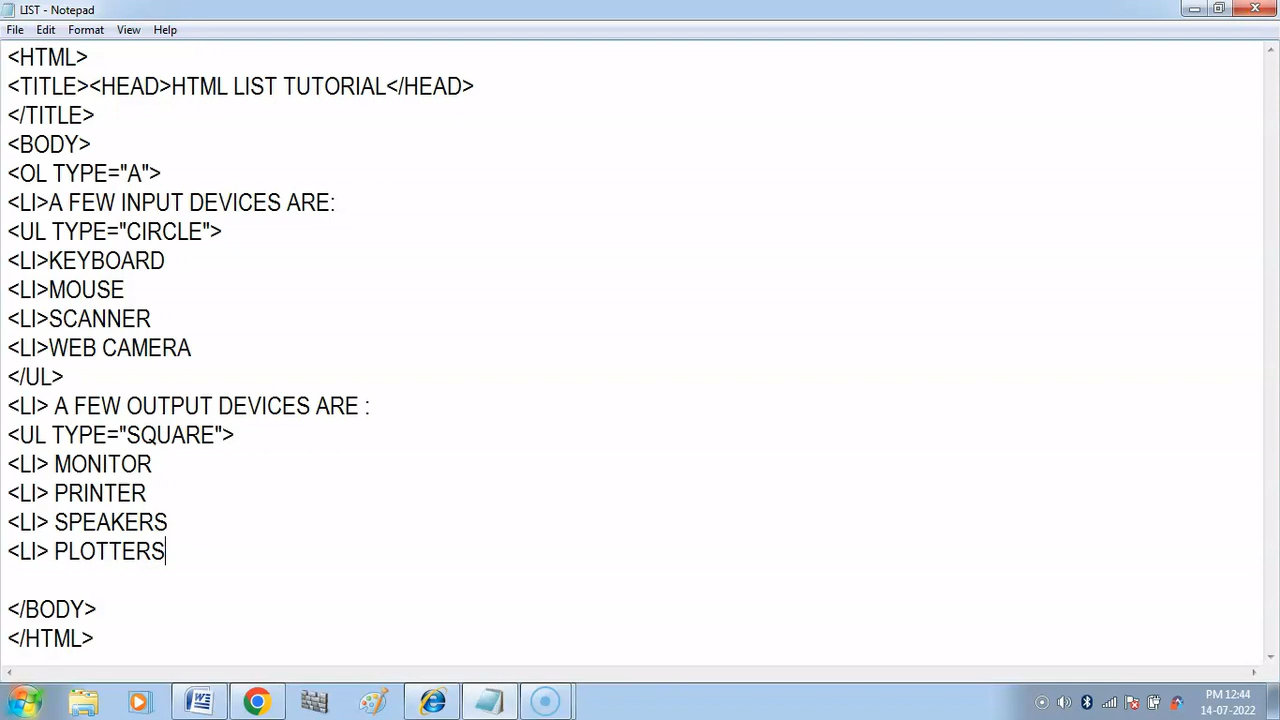 LIST - Notepad
File Edit Format View Help
<HTML>
<TITLE><HEAD>HTML LIST TUTORIAL</HEAD>
</TITLE>
<BODY>
<OL TYPE="A">
<LI>A FEW INPUT DEVICES ARE:
<UL TYPE="CIRCLE">
<LI>KEYBOARD
<LI>MOUSE
<LI>SCANNER
<LI>WEB CAMERA
</UL>
<LI> A FEW OUTPUT DEVICES ARE :
<UL TYPE="SQUARE">
<LI> MONITOR
<LI> PRINTER
<LI> SPEAKERS
<LI> PLOTTERS
</BODY>
</HTML>
PM 12:44
14-07-2022